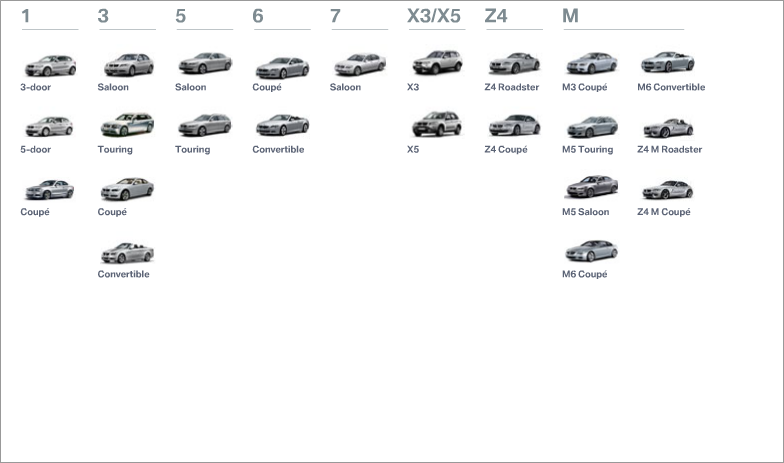 1 3 5 6 7 X3/X5 Z4 M
3-door Saloon Saloon Coupé Saloon X3 Z4 Roadster M3 Coupé M6 Convertible
5-door Touring Touring Convertible X5 Z4 Coupé M5 Touring Z4 M Roadster
Coupé Coupé M5 Saloon Z4 M Coupé
Convertible M6 Coupé